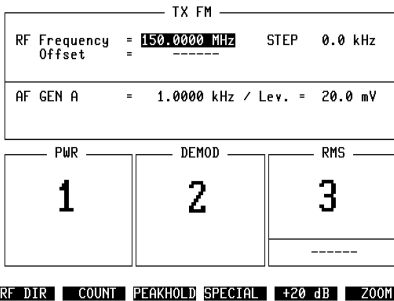 TX FM
RF Frequency = 150.0000 MHz STEP 0.0 kHz
Offset = ------
AF GEN A = 1.0000 kHz / Lev. = 20.0 mV
PWR DEMOD RMS
1 2 3
------
RF DIR COUNT PEAKHOLD SPECIAL +20 dB ZOOM